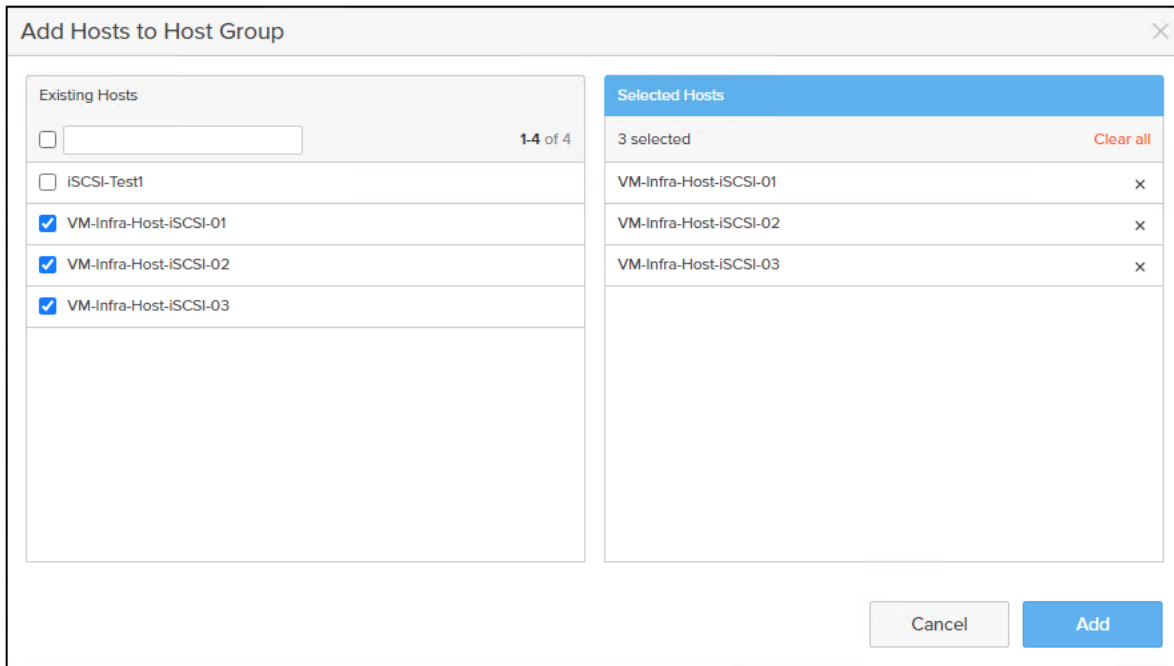 Add Hosts to Host Group
Existing Hosts
1-4 of 4
iSCSI-Test1
VM-Infra-Host-iSCSI-01
VM-Infra-Host-iSCSI-02
VM-Infra-Host-iSCSI-03
Selected Hosts
3 selected Clear all
VM-Infra-Host-iSCSI-01
VM-Infra-Host-iSCSI-02
VM-Infra-Host-iSCSI-03
Cancel Add